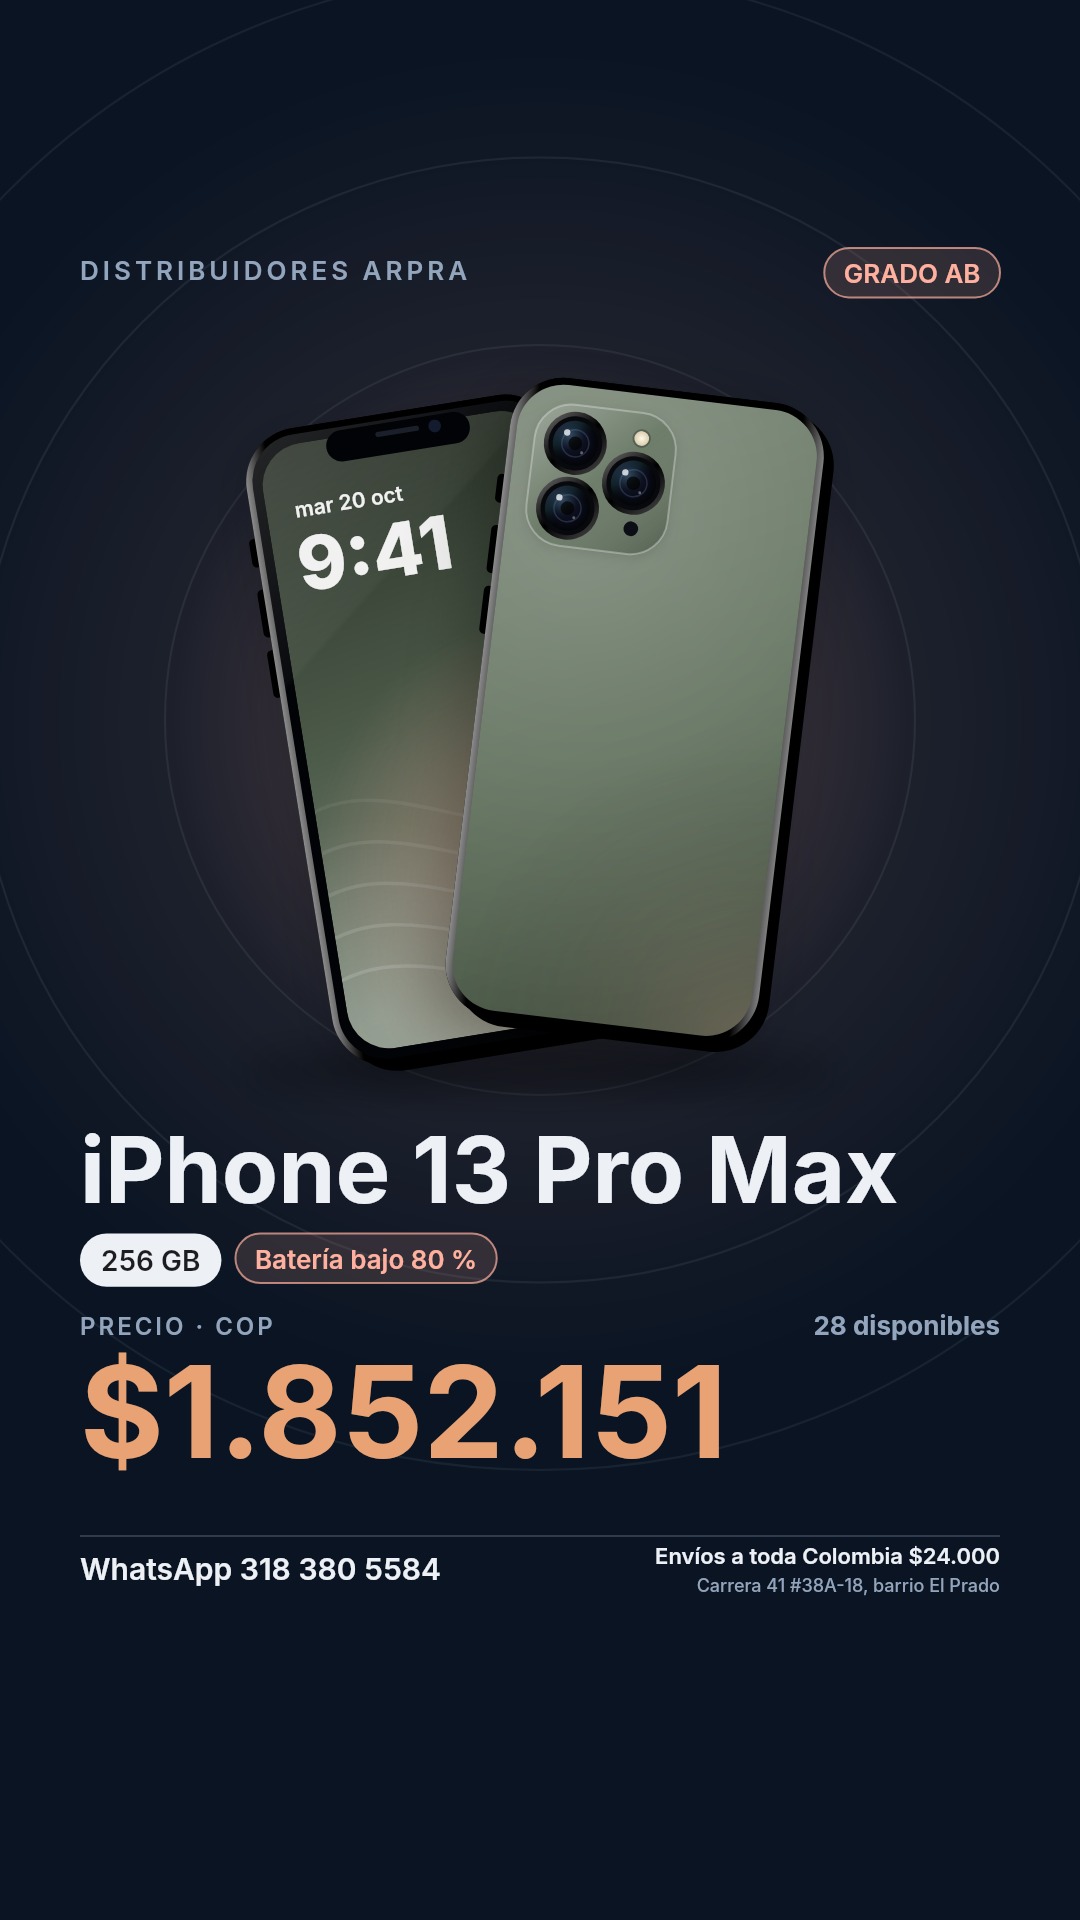 DISTRIBUIDORES ARPRA
GRADO AB
mar 20 oct
9:41
iPhone 13 Pro Max
256 GB
Batería bajo 80 %
PRECIO · COP
28 disponibles
$1.852.151
WhatsApp 318 380 5584
Envíos a toda Colombia $24.000
Carrera 41 #38A-18, barrio El Prado